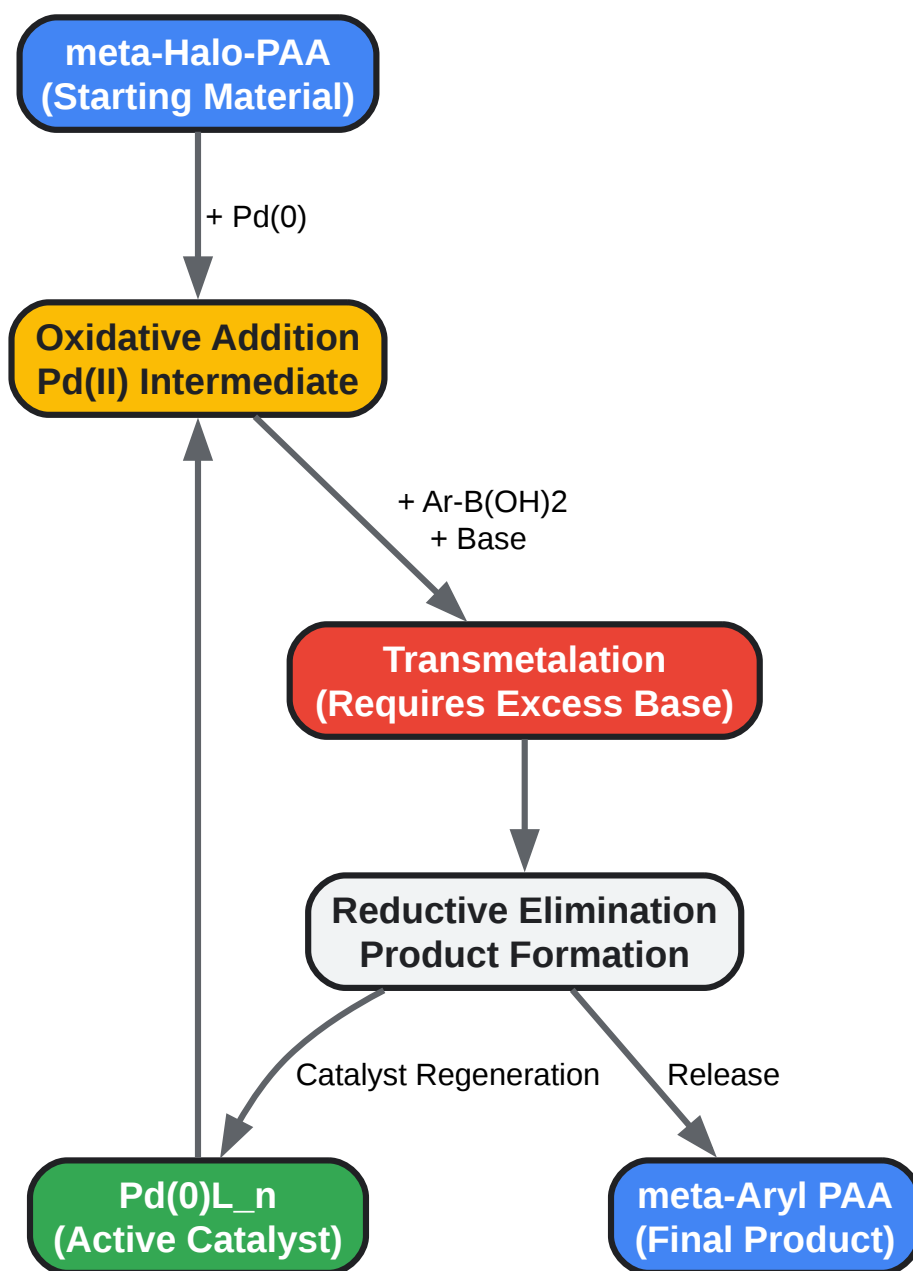 meta-Halo-PAA
(Starting Material)
+ Pd(0)
Oxidative Addition
Pd(II) Intermediate
+ Ar-B(OH)2
+ Base
Transmetalation
(Requires Excess Base)
Reductive Elimination
Product Formation
Catalyst Regeneration
Release
Pd(0)L_n
(Active Catalyst)
meta-Aryl PAA
(Final Product)